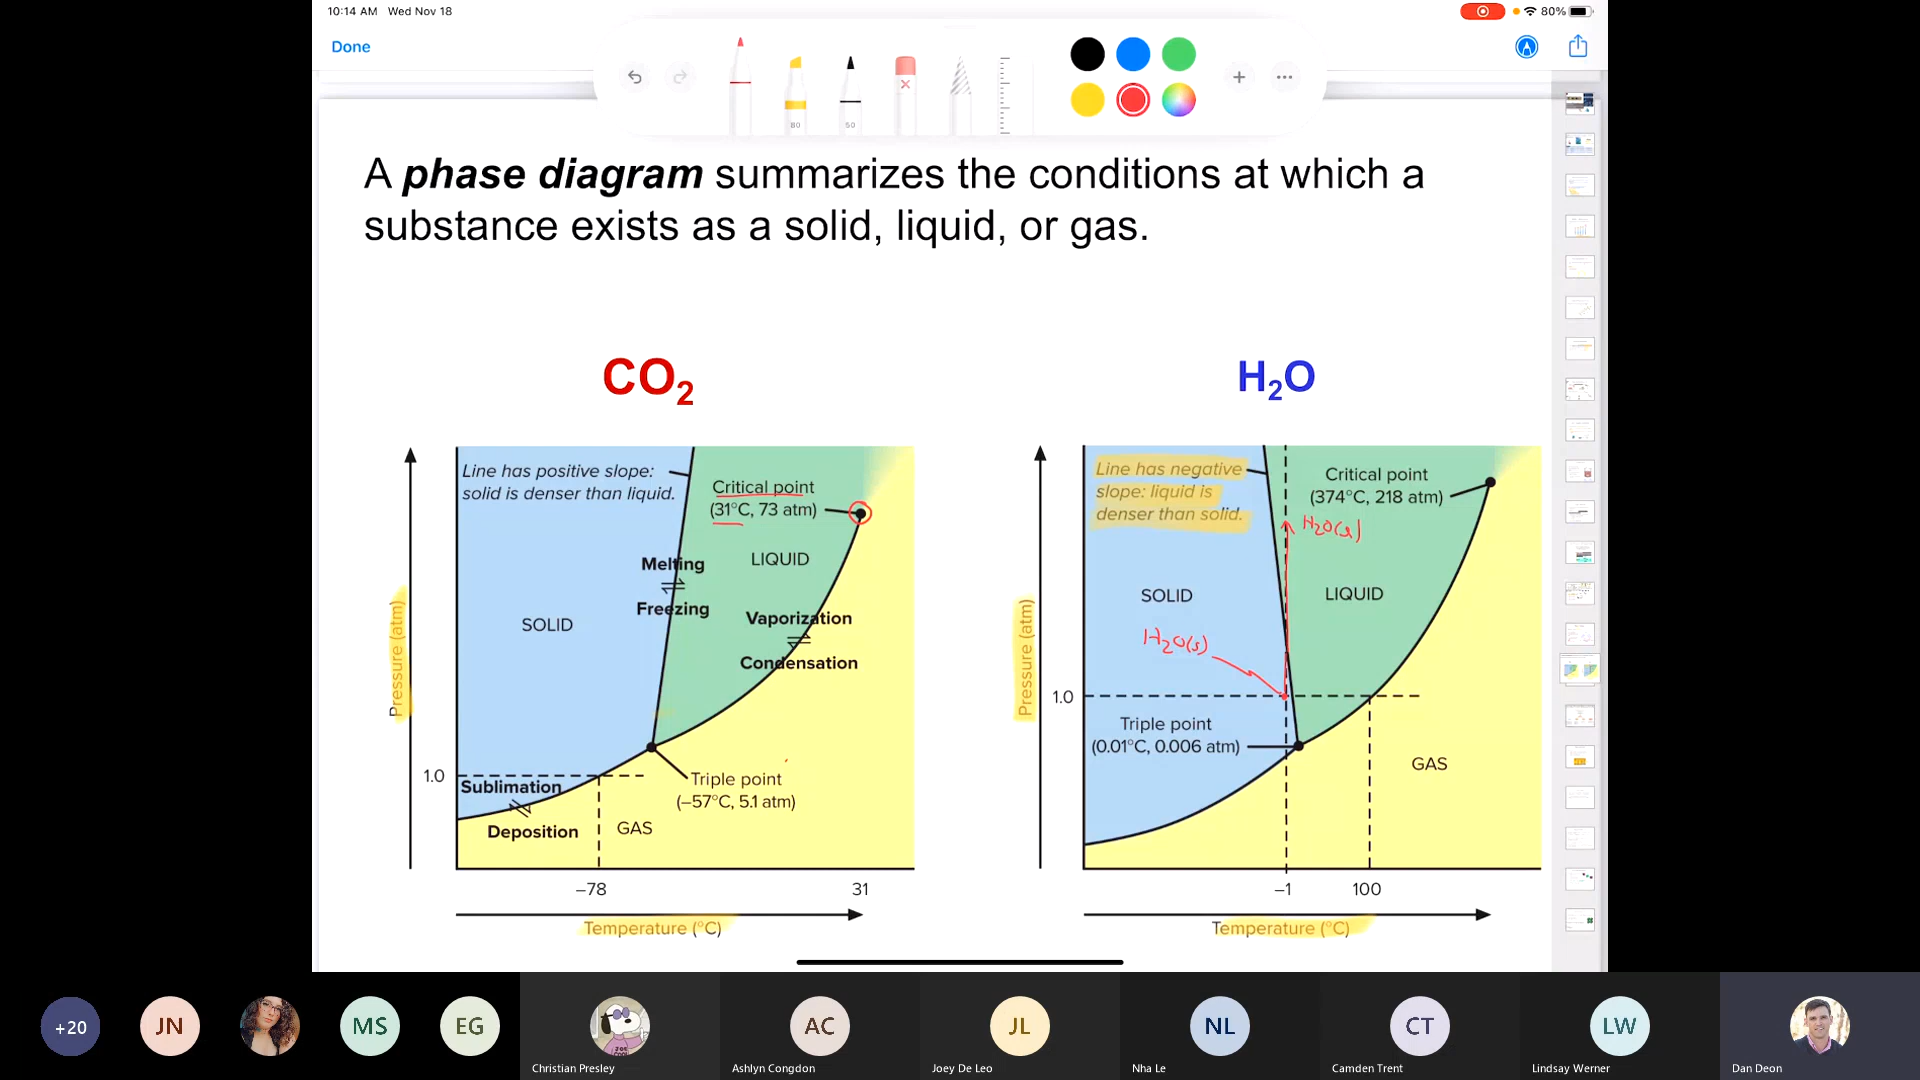 10:14 AM Wed Nov 18
80%
Done
80
50
A phase diagram summarizes the conditions at which a
substance exists as a solid, liquid, or gas.
CO2
Line has positive slope:
solid is denser than liquid.
Critical point
(31°C, 73 atm)
LIQUID
Melting
⇌
Freezing
SOLID
Vaporization
⇌
Condensation
Pressure (atm)
1.0
Sublimation
⇌
Deposition
Triple point
(–57°C, 5.1 atm)
GAS
–78
31
Temperature (°C)
H2O
Line has negative
slope: liquid is
denser than solid.
Critical point
(374°C, 218 atm)
SOLID
LIQUID
H2O(s)
Pressure (atm)
1.0
Triple point
(0.01°C, 0.006 atm)
GAS
–1
100
Temperature (°C)
+20
JN
MS
EG
Christian Presley
AC
Ashlyn Congdon
JL
Joey De Leo
NL
Nha Le
CT
Camden Trent
LW
Lindsay Werner
Dan Deon